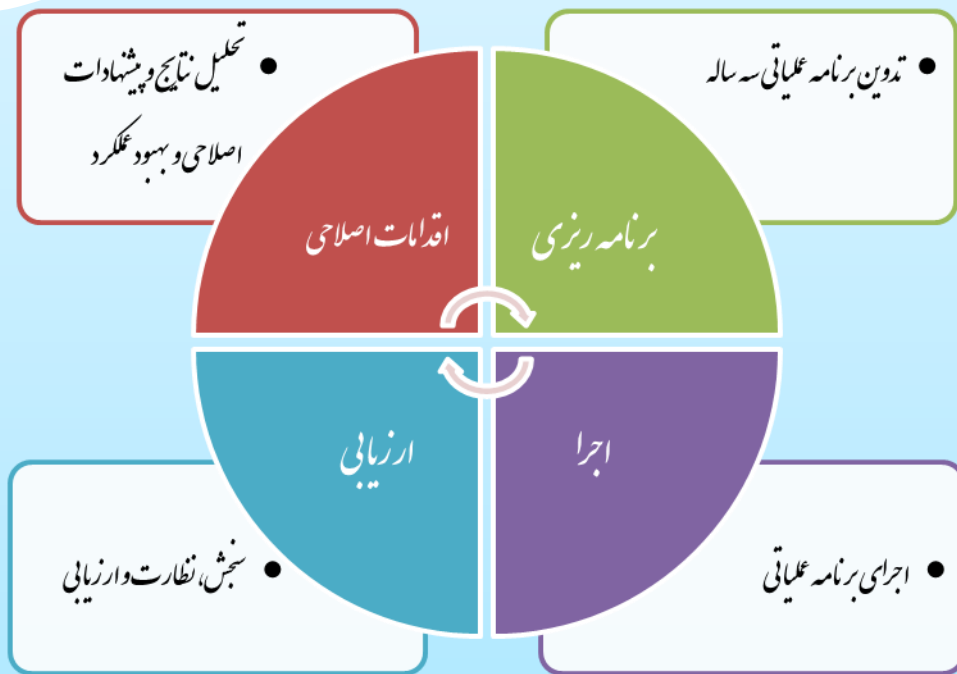 تدوین برنامه عملیاتی سه ساله
تحلیل نتایج و پیشنهادات
اصلاحی و بهبود عملکرد
برنامه ریزی
اقدامات اصلاحی
اجرا
ارزیابی
اجرای برنامه عملیاتی
سنجش، نظارت و ارزیابی